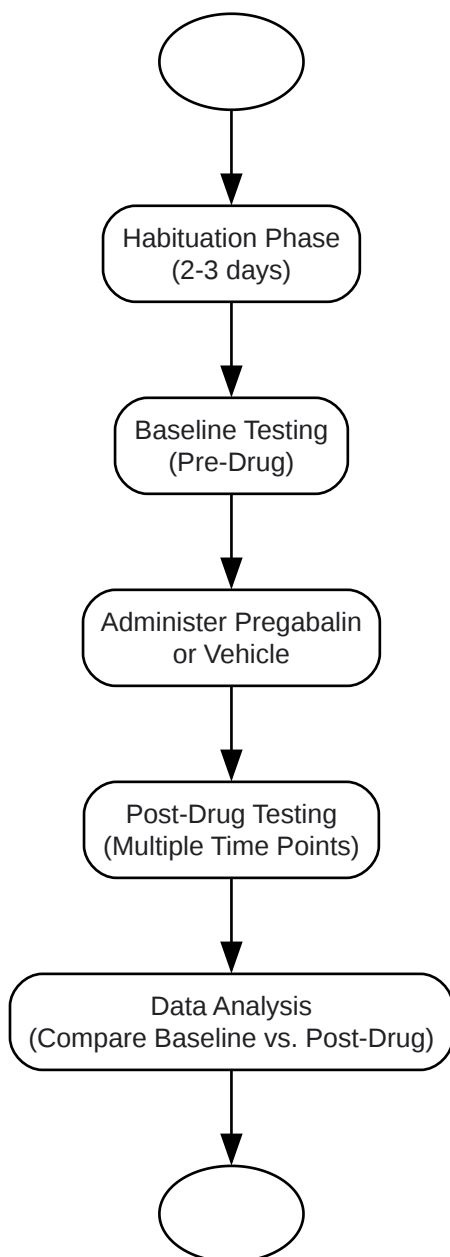 Habituation Phase
(2-3 days)
Baseline Testing
(Pre-Drug)
Administer Pregabalin
or Vehicle
Post-Drug Testing
(Multiple Time Points)
Data Analysis
(Compare Baseline vs. Post-Drug)